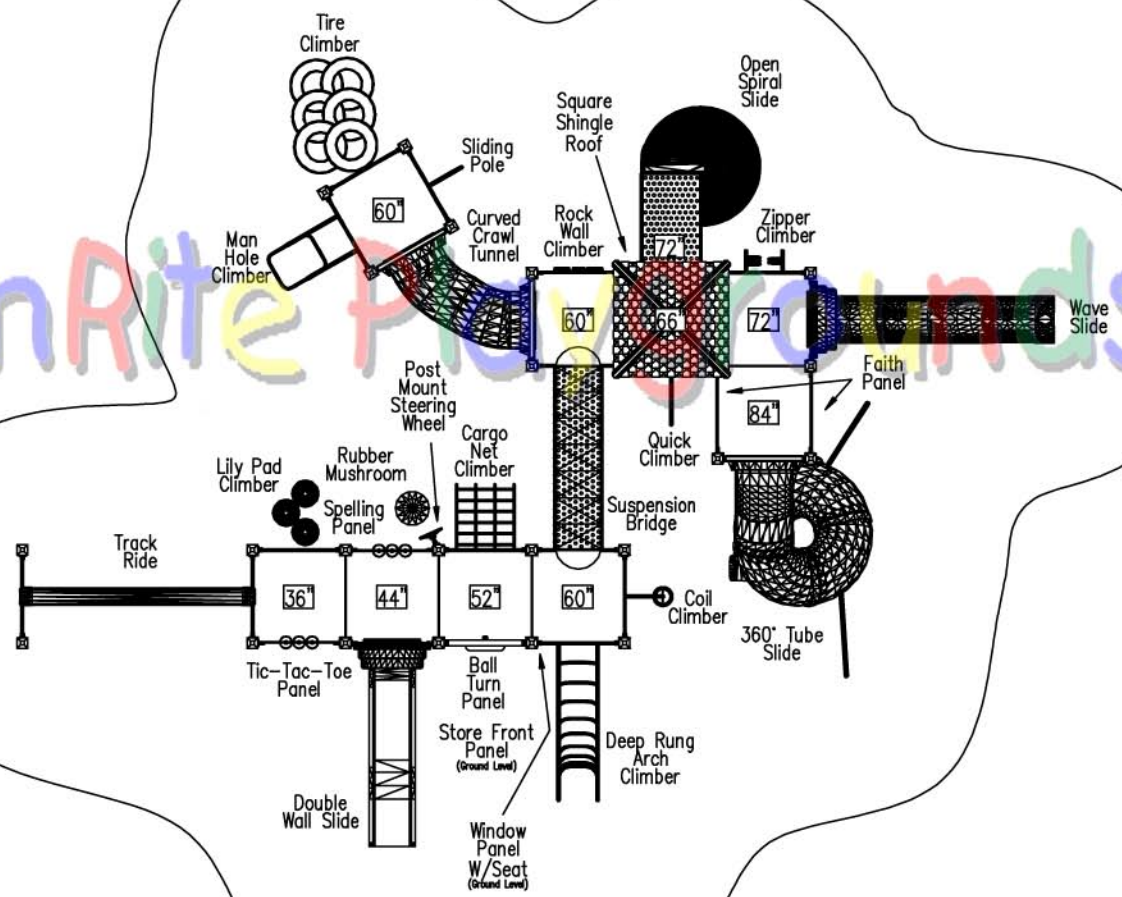 Tire
Climber
Open
Spiral
Slide
Square
Shingle
Roof
Sliding
Pole
60"
Man
Hole
Climber
Curved
Crawl
Tunnel
Rock
Wall
Climber
72"
Zipper
Climber
nRite Playgrounds
60"
66"
72"
Wave
Slide
Faith
Panel
84"
Post
Mount
Steering
Wheel
Quick
Climber
Cargo
Net
Climber
Lily Pad
Climber
Rubber
Mushroom
Spelling
Panel
Suspension
Bridge
Track
Ride
36"
44"
52"
60"
Coil
Climber
360° Tube
Slide
Tic-Tac-Toe
Panel
Ball
Turn
Panel
Store Front
Panel
(Ground Level)
Deep Rung
Arch
Climber
Double
Wall Slide
Window
Panel
W/Seat
(Ground Level)